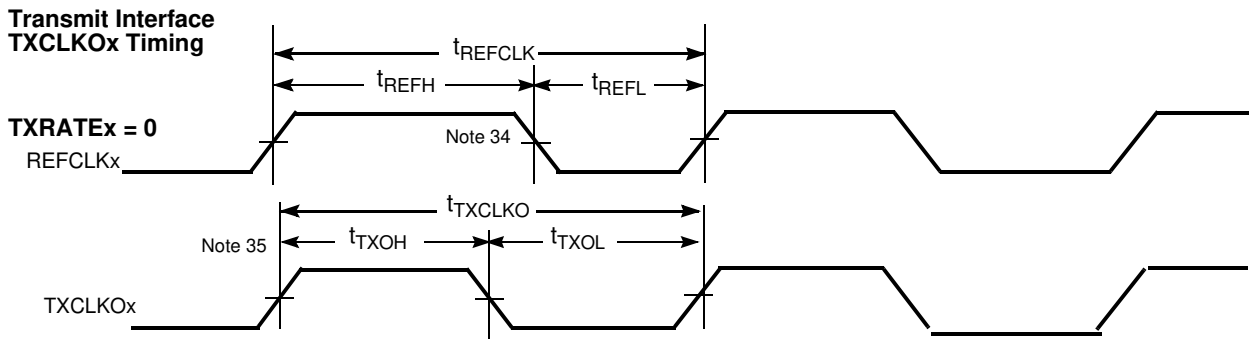 Transmit Interface
TXCLKOx Timing
tREFCLK
tREFH
tREFL
TXRATEx = 0
Note 34
REFCLKx
tTXCLKO
Note 35
tTXOH
tTXOL
TXCLKOx